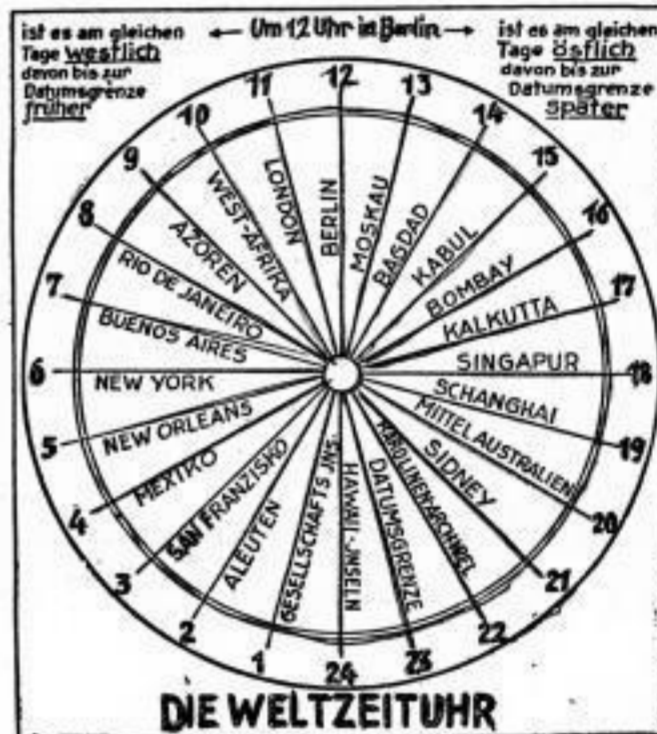 ist es am gleichen
Tage westlich
davon bis zur
Datumsgrenze
früher
← Um 12 Uhr in Berlin →
ist es am gleichen
Tage östlich
davon bis zur
Datumsgrenze
später
12
13
14
15
16
17
18
19
20
21
22
23
24
1
2
3
4
5
6
7
8
9
10
11
BERLIN
MOSKAU
BAGDAD
KABUL
BOMBAY
KALKUTTA
SINGAPUR
SCHANGHAI
MITTELAUSTRALIEN
SIDNEY
KAROLINENARCHIPEL
DATUMSGRENZE
HAWAII-JNSELN
GESELLSCHAFTS JNS.
ALEUTEN
SAN FRANZISKO
MEXIKO
NEW ORLEANS
NEW YORK
BUENOS AIRES
RIO DE JANEIRO
AZOREN
WEST-AFRIKA
LONDON
DIE WELTZEITUHR